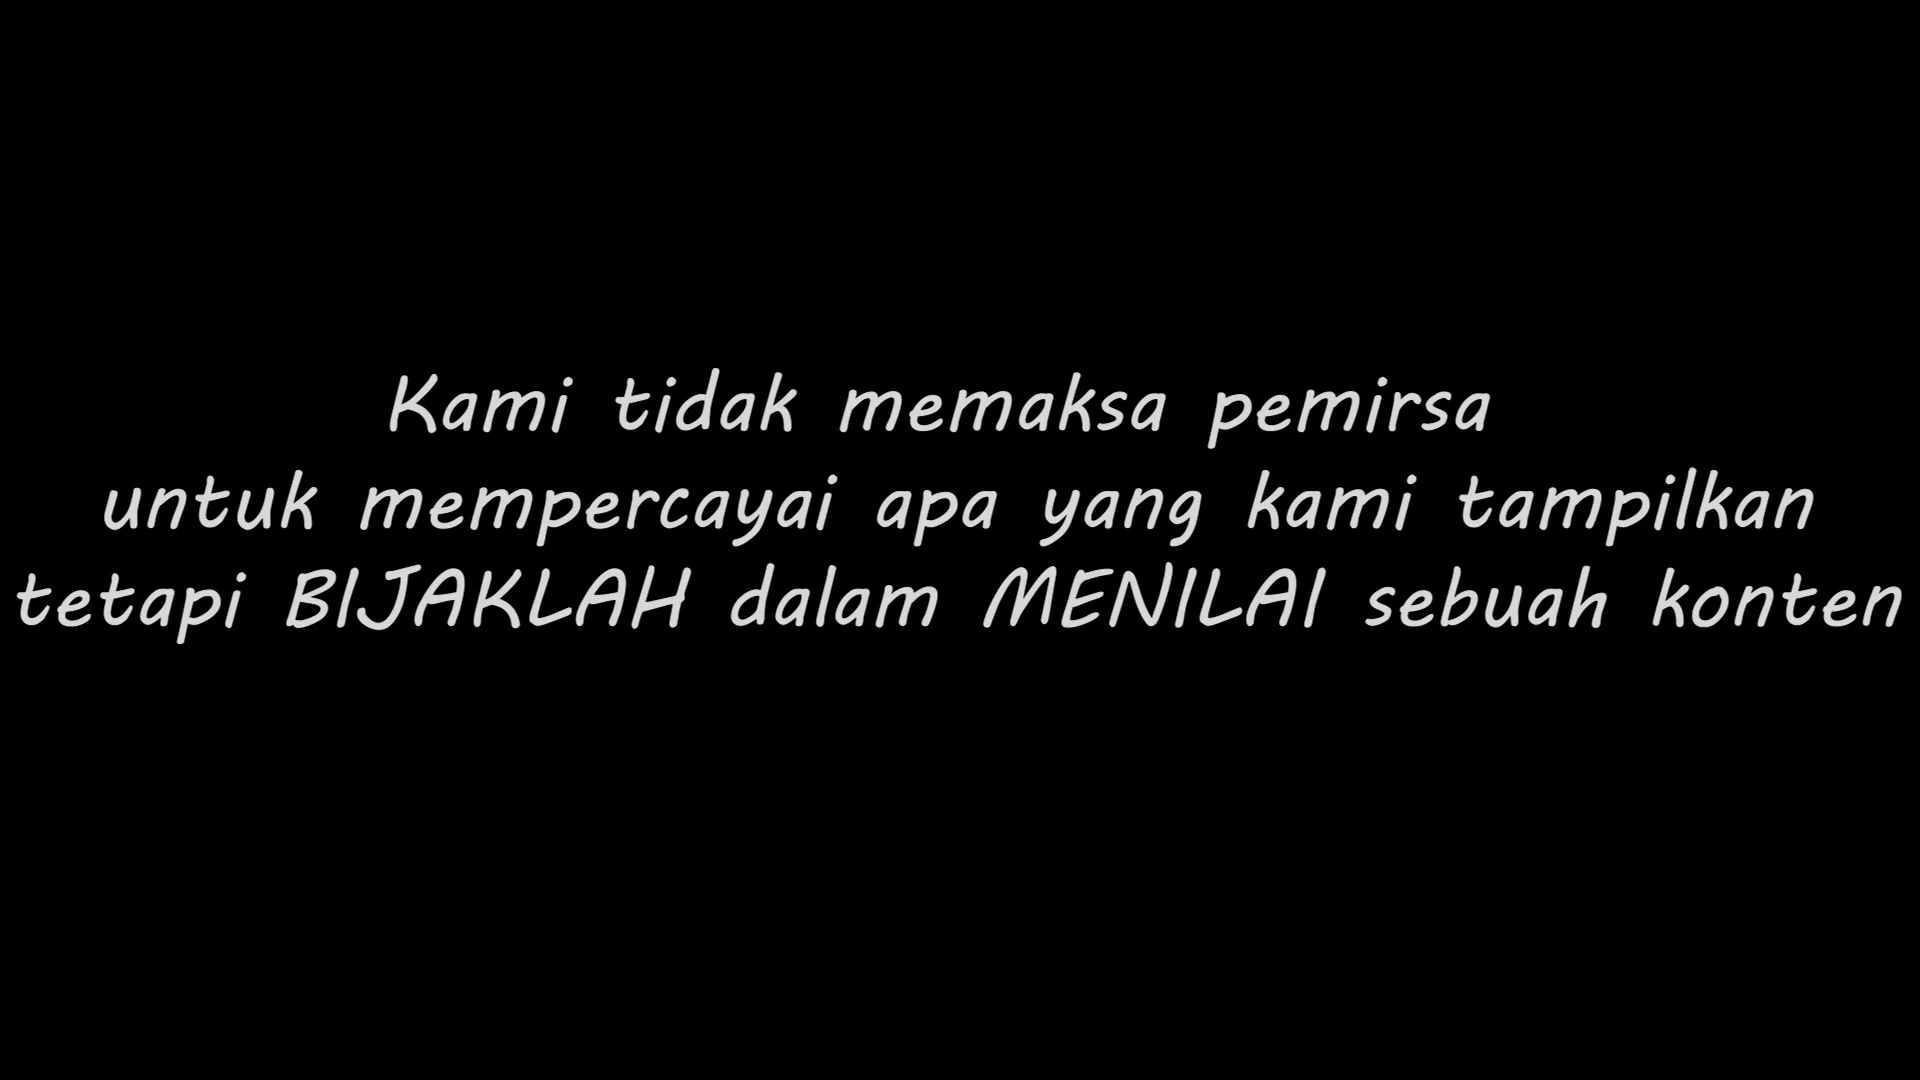 Kami tidak memaksa pemirsa
untuk mempercayai apa yang kami tampilkan
tetapi BIJAKLAH dalam MENILAI sebuah konten